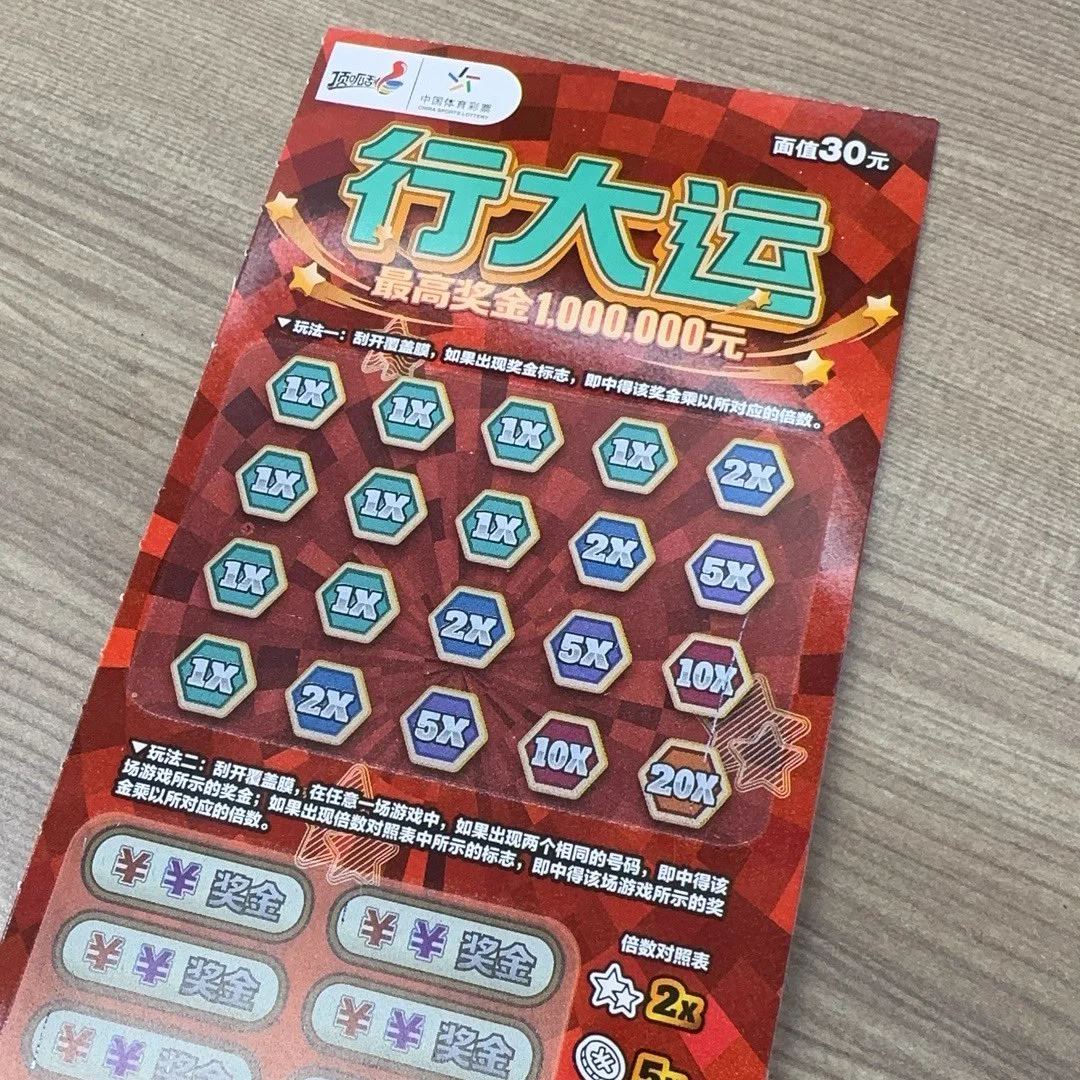 顶呱刮
中国体育彩票
CHINA SPORTS LOTTERY
面值30元
行大运
最高奖金1,000,000元
▼玩法一：刮开覆盖膜，如果出现奖金标志，即中得该奖金乘以所对应的倍数。
1X 1X 1X 1X 2X
1X 1X 1X 2X 5X
1X 1X 2X 5X 10X
1X 2X 5X 10X 20X
▼玩法二：刮开覆盖膜，在任意一场游戏中，如果出现两个相同的号码，即中得该
场游戏所示的奖金；如果出现倍数对照表中所示的标志，即中得该场游戏所示的奖
金乘以所对应的倍数。
奖金
奖金
奖金
奖金
奖金
倍数对照表
2x